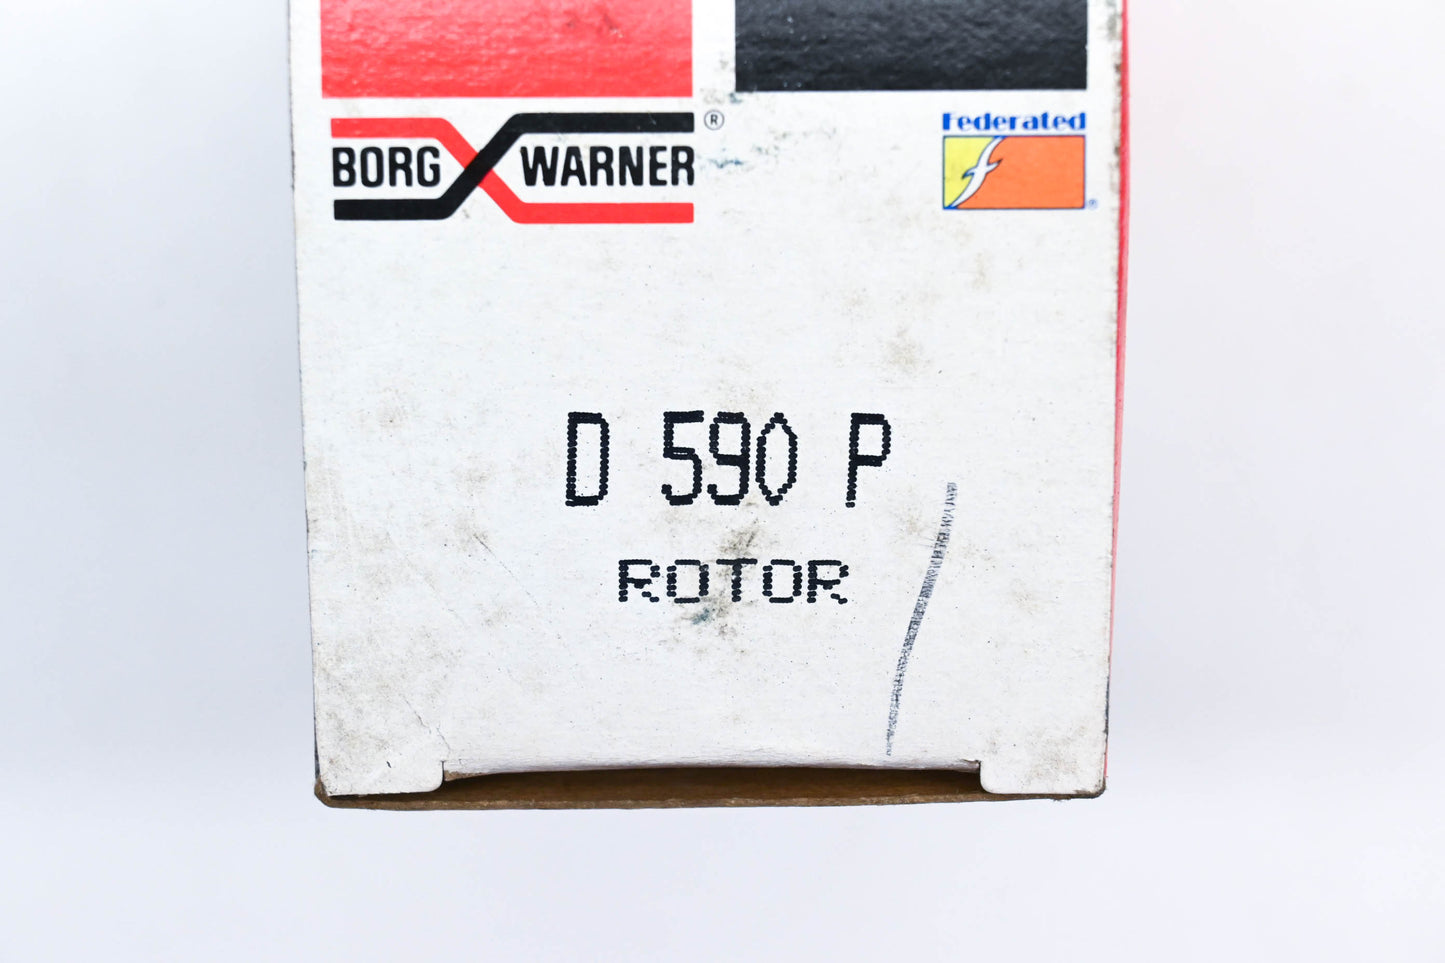 BORG WARNER ®
Federated
f ®
D 590 P
ROTOR